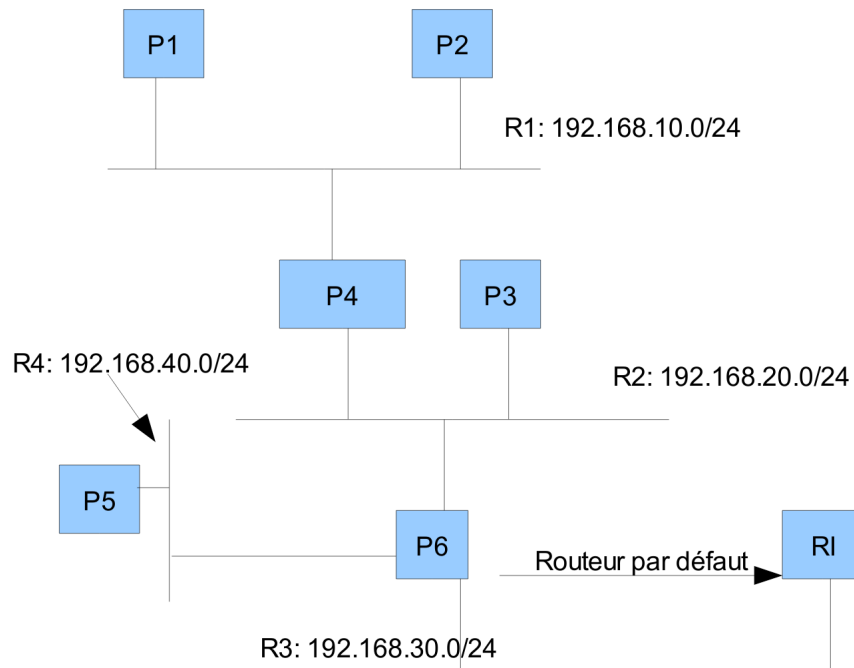 P1
P2
R1: 192.168.10.0/24
P4
P3
R4: 192.168.40.0/24
R2: 192.168.20.0/24
P5
P6
Routeur par défaut
RI
R3: 192.168.30.0/24